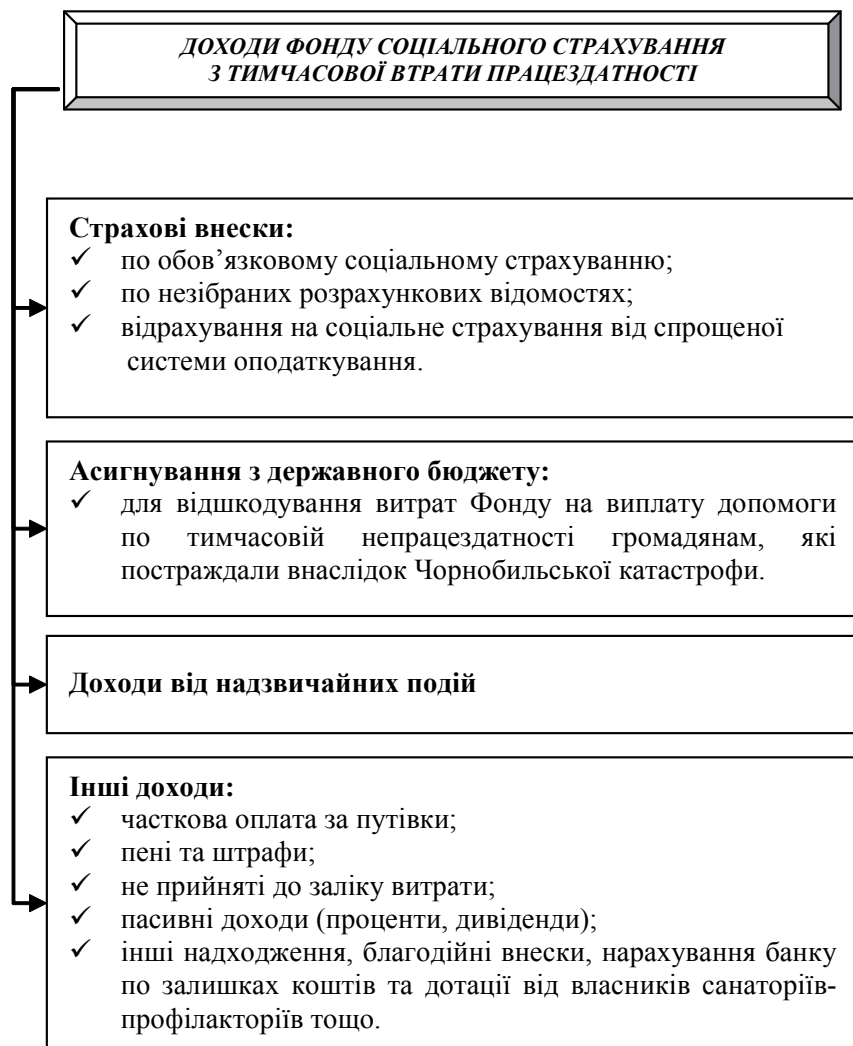 ДОХОДИ ФОНДУ СОЦІАЛЬНОГО СТРАХУВАННЯ
З ТИМЧАСОВОЇ ВТРАТИ ПРАЦЕЗДАТНОСТІ
Страхові внески:
✓ по обов’язковому соціальному страхуванню;
✓ по незібраних розрахункових відомостях;
✓ відрахування на соціальне страхування від спрощеної
системи оподаткування.
Асигнування з державного бюджету:
✓ для відшкодування витрат Фонду на виплату допомоги
по тимчасовій непрацездатності громадянам, які
постраждали внаслідок Чорнобильської катастрофи.
Доходи від надзвичайних подій
Інші доходи:
✓ часткова оплата за путівки;
✓ пені та штрафи;
✓ не прийняті до заліку витрати;
✓ пасивні доходи (проценти, дивіденди);
✓ інші надходження, благодійні внески, нарахування банку
по залишках коштів та дотації від власників санаторіїв-
профілакторіїв тощо.